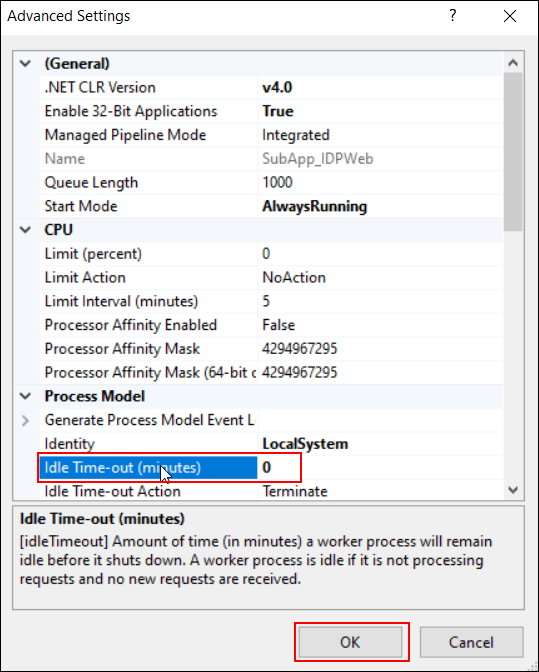 Advanced Settings ?
(General)
.NET CLR Version v4.0
Enable 32-Bit Applications True
Managed Pipeline Mode Integrated
Name SubApp_IDPWeb
Queue Length 1000
Start Mode AlwaysRunning
CPU
Limit (percent) 0
Limit Action NoAction
Limit Interval (minutes) 5
Processor Affinity Enabled False
Processor Affinity Mask 4294967295
Processor Affinity Mask (64-bit o 4294967295
Process Model
Generate Process Model Event L
Identity LocalSystem
Idle Time-out (minutes) 0
Idle Time-out Action Terminate
Idle Time-out (minutes)
[idleTimeout] Amount of time (in minutes) a worker process will remain
idle before it shuts down. A worker process is idle if it is not processing
requests and no new requests are received.
OK Cancel